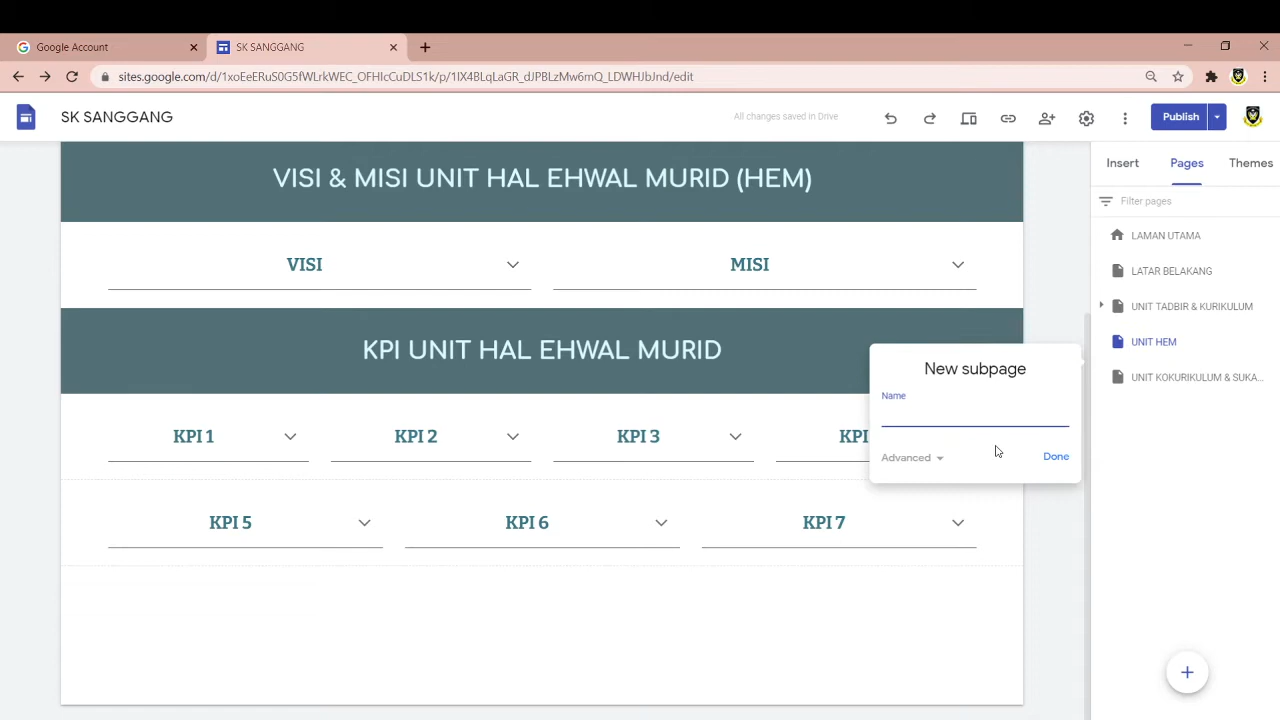 Google Account
SK SANGGANG
sites.google.com/d/1xoEeERuS0G5fWLrkWEC_OFHIcCuDLS1k/p/1IX4BLqLaGR_dJPBLzMw6mQ_LDWHJbJnd/edit
SK SANGGANG
All changes saved in Drive
Publish
Insert
Pages
Themes
VISI & MISI UNIT HAL EHWAL MURID (HEM)
Filter pages
LAMAN UTAMA
VISI
MISI
LATAR BELAKANG
UNIT TADBIR & KURIKULUM
KPI UNIT HAL EHWAL MURID
UNIT HEM
New subpage
UNIT KOKURIKULUM & SUKA...
Name
KPI 1
KPI 2
KPI 3
KPI
Advanced
Done
KPI 5
KPI 6
KPI 7